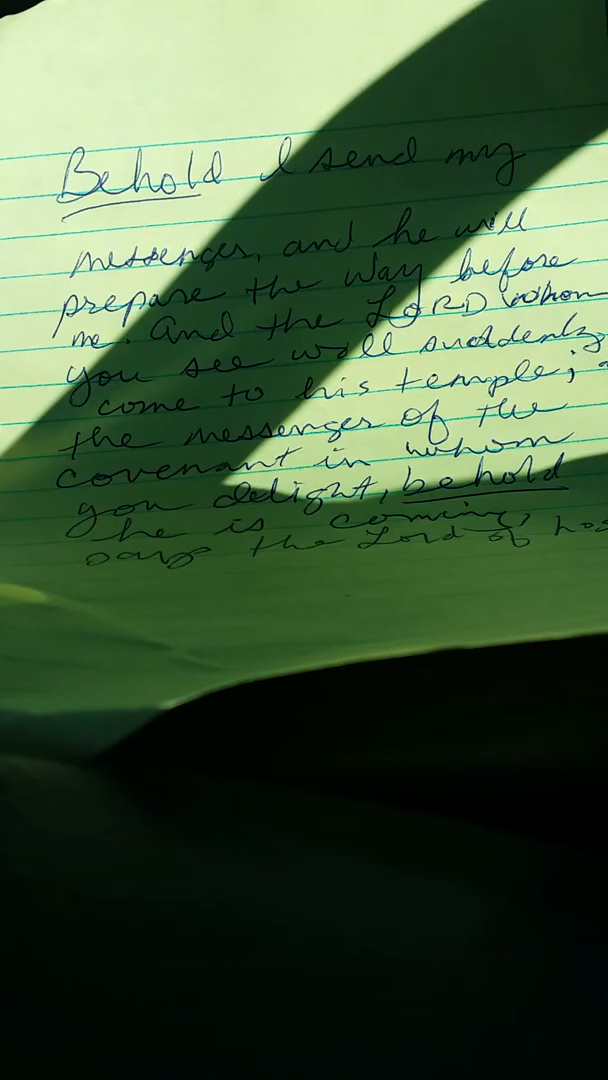 Behold I send my
messenger, and he will
prepare the way before
me. And the LORD whom
you see will suddenly
come to his temple;
the messenger of the
covenant in whom
you delight, behold
he is coming,
says the Lord of hos